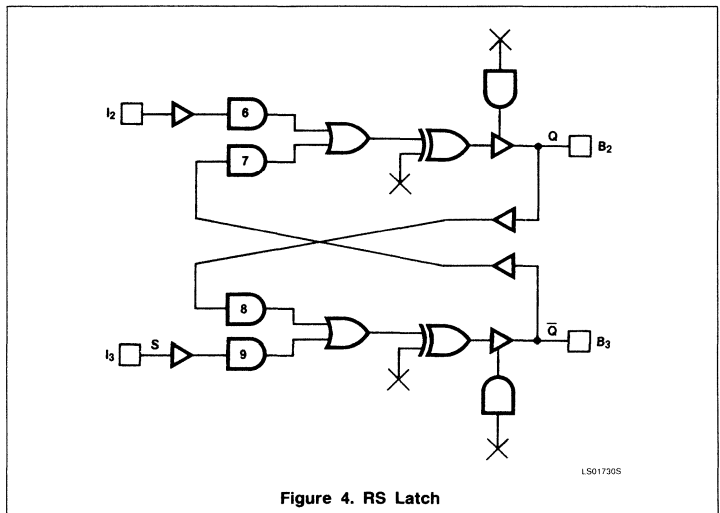 I2
6
Q
B2
7
8
Q̅
B3
I3
S
9
LS01730S
Figure 4. RS Latch